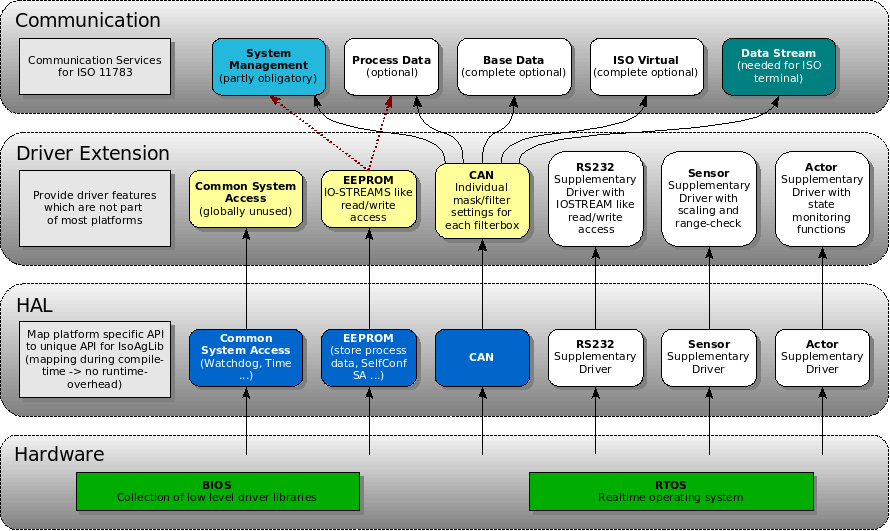 Communication
Communication Services
for ISO 11783
System
Management
(partly obligatory)
Process Data
(optional)
Base Data
(complete optional)
ISO Virtual
(complete optional)
Data Stream
(needed for ISO
terminal)
Driver Extension
Provide driver features
which are not part
of most platforms
Common System
Access
(globally unused)
EEPROM
IO-STREAMS like
read/write
access
CAN
Individual
mask/filter
settings for
each filterbox
RS232
Supplementary
Driver with
IOSTREAM like
read/write
access
Sensor
Supplementary
Driver with
scaling and
range-check
Actor
Supplementary
Driver with
state
monitoring
functions
HAL
Map platform specific API
to unique API for IsoAgLib
(mapping during compile-
time -> no runtime-
overhead)
Common
System Access
(Watchdog, Time
...)
EEPROM
(store process
data, SelfConf
SA ...)
CAN
RS232
Supplementary
Driver
Sensor
Supplementary
Driver
Actor
Supplementary
Driver
Hardware
BIOS
Collection of low level driver libraries
RTOS
Realtime operating system